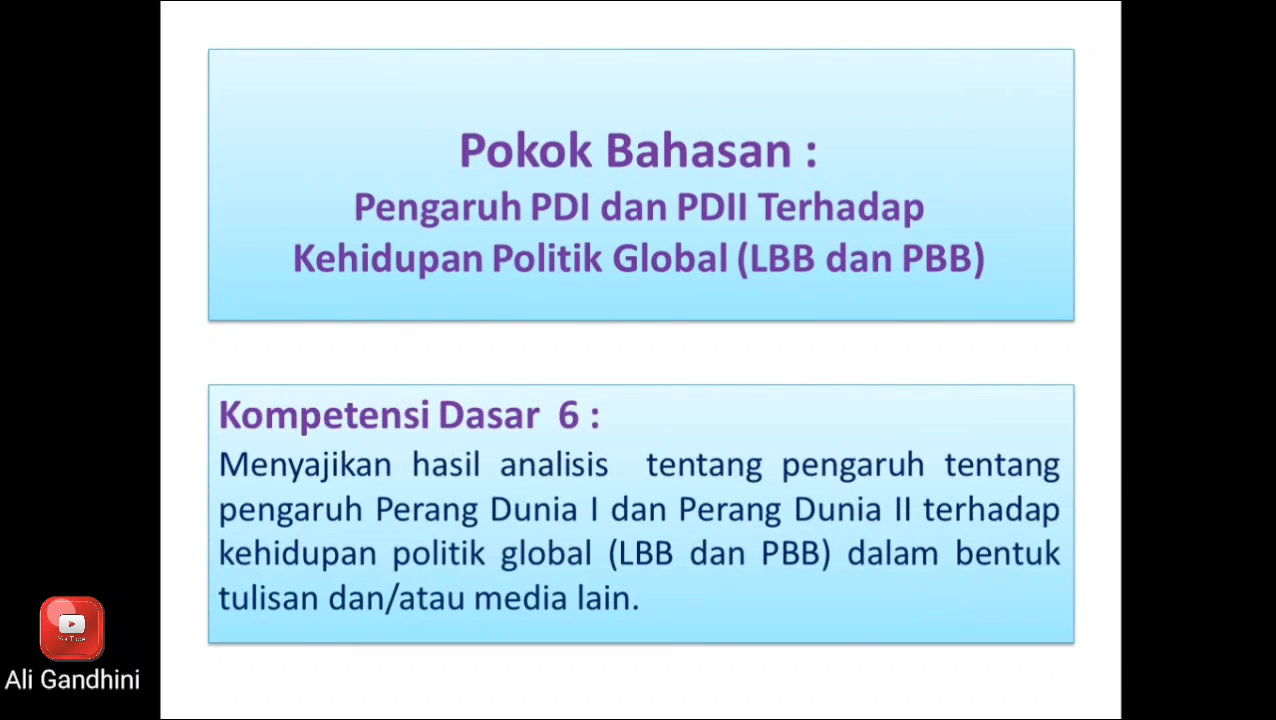 Pokok Bahasan :
Pengaruh PDI dan PDII Terhadap
Kehidupan Politik Global (LBB dan PBB)
Kompetensi Dasar 6 :
Menyajikan hasil analisis tentang pengaruh tentang
pengaruh Perang Dunia I dan Perang Dunia II terhadap
kehidupan politik global (LBB dan PBB) dalam bentuk
tulisan dan/atau media lain.
YouTube
Ali Gandhini